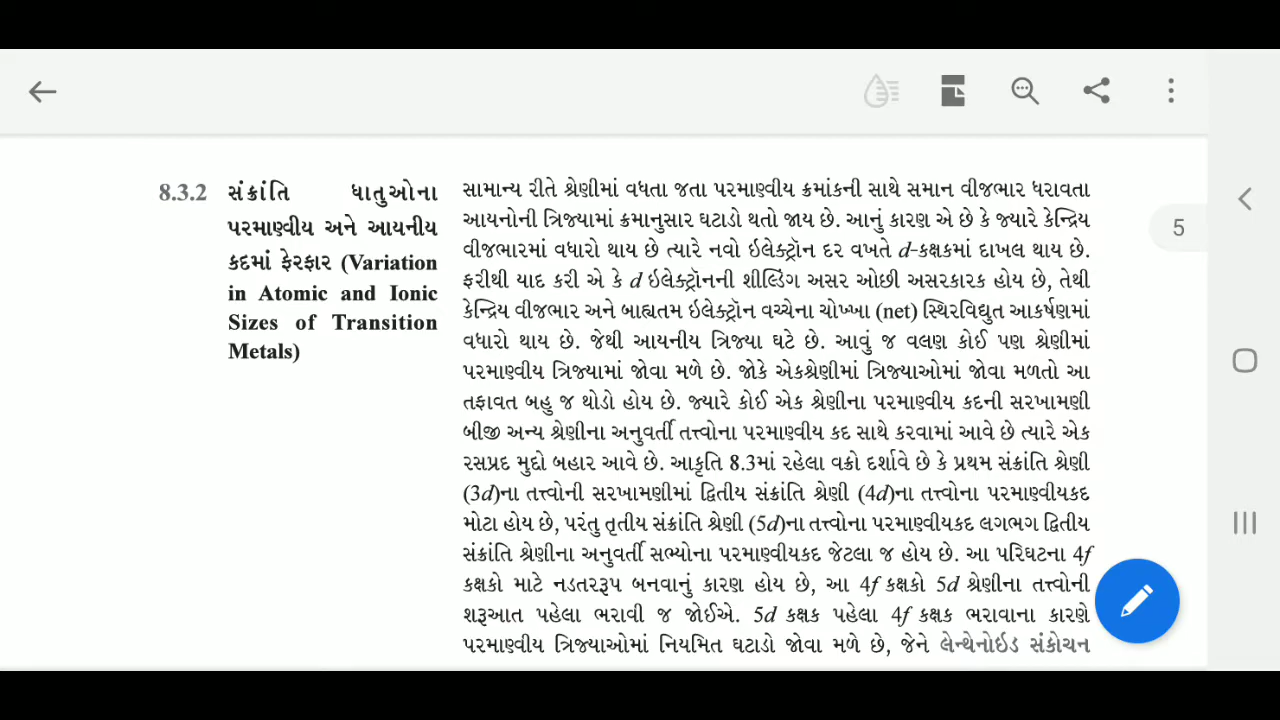 5
8.3.2 સંક્રાંતિ ધાતુઓના
પરમાણ્વીય અને આયનીય
કદમાં ફેરફાર (Variation
in Atomic and Ionic
Sizes of Transition
Metals)
સામાન્ય રીતે શ્રેણીમાં વધતા જતા પરમાણ્વીય ક્રમાંકની સાથે સમાન વીજભાર ધરાવતા
આયનોની ત્રિજ્યામાં ક્રમાનુસાર ઘટાડો થતો જાય છે. આનું કારણ એ છે કે જ્યારે કેન્દ્રિય
વીજભારમાં વધારો થાય છે ત્યારે નવો ઇલેક્ટ્રૉન દર વખતે d-કક્ષકમાં દાખલ થાય છે.
ફરીથી યાદ કરી એ કે d ઇલેક્ટ્રૉનની શીલ્ડિંગ અસર ઓછી અસરકારક હોય છે, તેથી
કેન્દ્રિય વીજભાર અને બાહ્યતમ ઇલેક્ટ્રૉન વચ્ચેના ચોખ્ખા (net) સ્થિરવિદ્યુત આકર્ષણમાં
વધારો થાય છે. જેથી આયનીય ત્રિજ્યા ઘટે છે. આવું જ વલણ કોઈ પણ શ્રેણીમાં
પરમાણ્વીય ત્રિજ્યામાં જોવા મળે છે. જોકે એકશ્રેણીમાં ત્રિજ્યાઓમાં જોવા મળતો આ
તફાવત બહુ જ થોડો હોય છે. જ્યારે કોઈ એક શ્રેણીના પરમાણ્વીય કદની સરખામણી
બીજી અન્ય શ્રેણીના અનુવર્તી તત્ત્વોના પરમાણ્વીય કદ સાથે કરવામાં આવે છે ત્યારે એક
રસપ્રદ મુદ્દો બહાર આવે છે. આકૃતિ 8.3માં રહેલા વક્રો દર્શાવે છે કે પ્રથમ સંક્રાંતિ શ્રેણી
(3d)ના તત્ત્વોની સરખામણીમાં દ્વિતીય સંક્રાંતિ શ્રેણી (4d)ના તત્ત્વોના પરમાણ્વીયકદ
મોટા હોય છે, પરંતુ તૃતીય સંક્રાંતિ શ્રેણી (5d)ના તત્ત્વોના પરમાણ્વીયકદ લગભગ દ્વિતીય
સંક્રાંતિ શ્રેણીના અનુવર્તી સભ્યોના પરમાણ્વીયકદ જેટલા જ હોય છે. આ પરિઘટના 4f
કક્ષકો માટે નડતરરૂપ બનવાનું કારણ હોય છે, આ 4f કક્ષકો 5d શ્રેણીના તત્ત્વોની
શરૂઆત પહેલા ભરાવી જ જોઈએ. 5d કક્ષક પહેલા 4f કક્ષક ભરાવાના કારણે
પરમાણ્વીય ત્રિજ્યાઓમાં નિયમિત ઘટાડો જોવા મળે છે, જેને લેન્થેનોઇડ સંકોચન